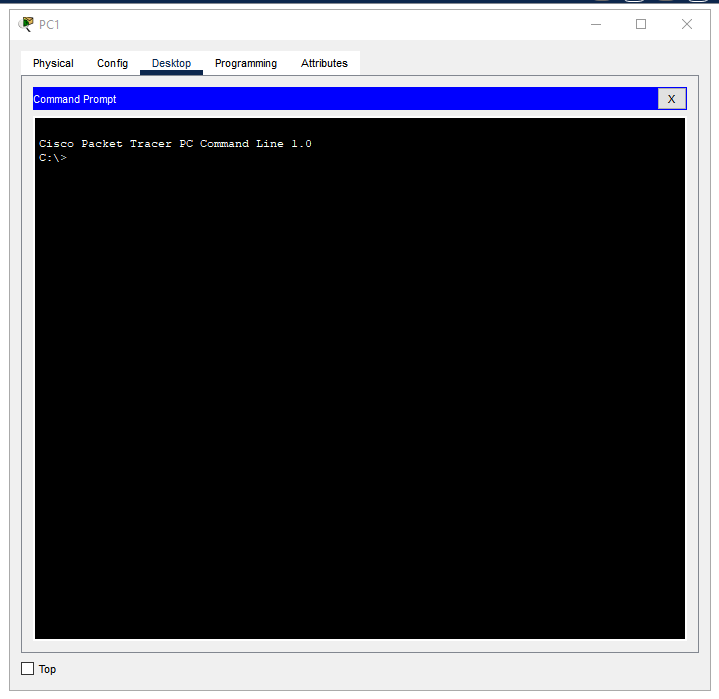 PC1
Physical Config Desktop Programming Attributes
Command Prompt X
Cisco Packet Tracer PC Command Line 1.0
C:\>
Top